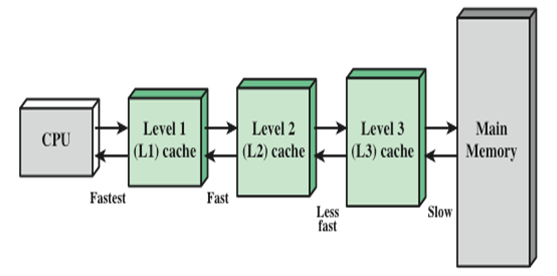 CPU
Level 1
(L1) cache
Level 2
(L2) cache
Level 3
(L3) cache
Main
Memory
Fastest
Fast
Less
fast
Slow